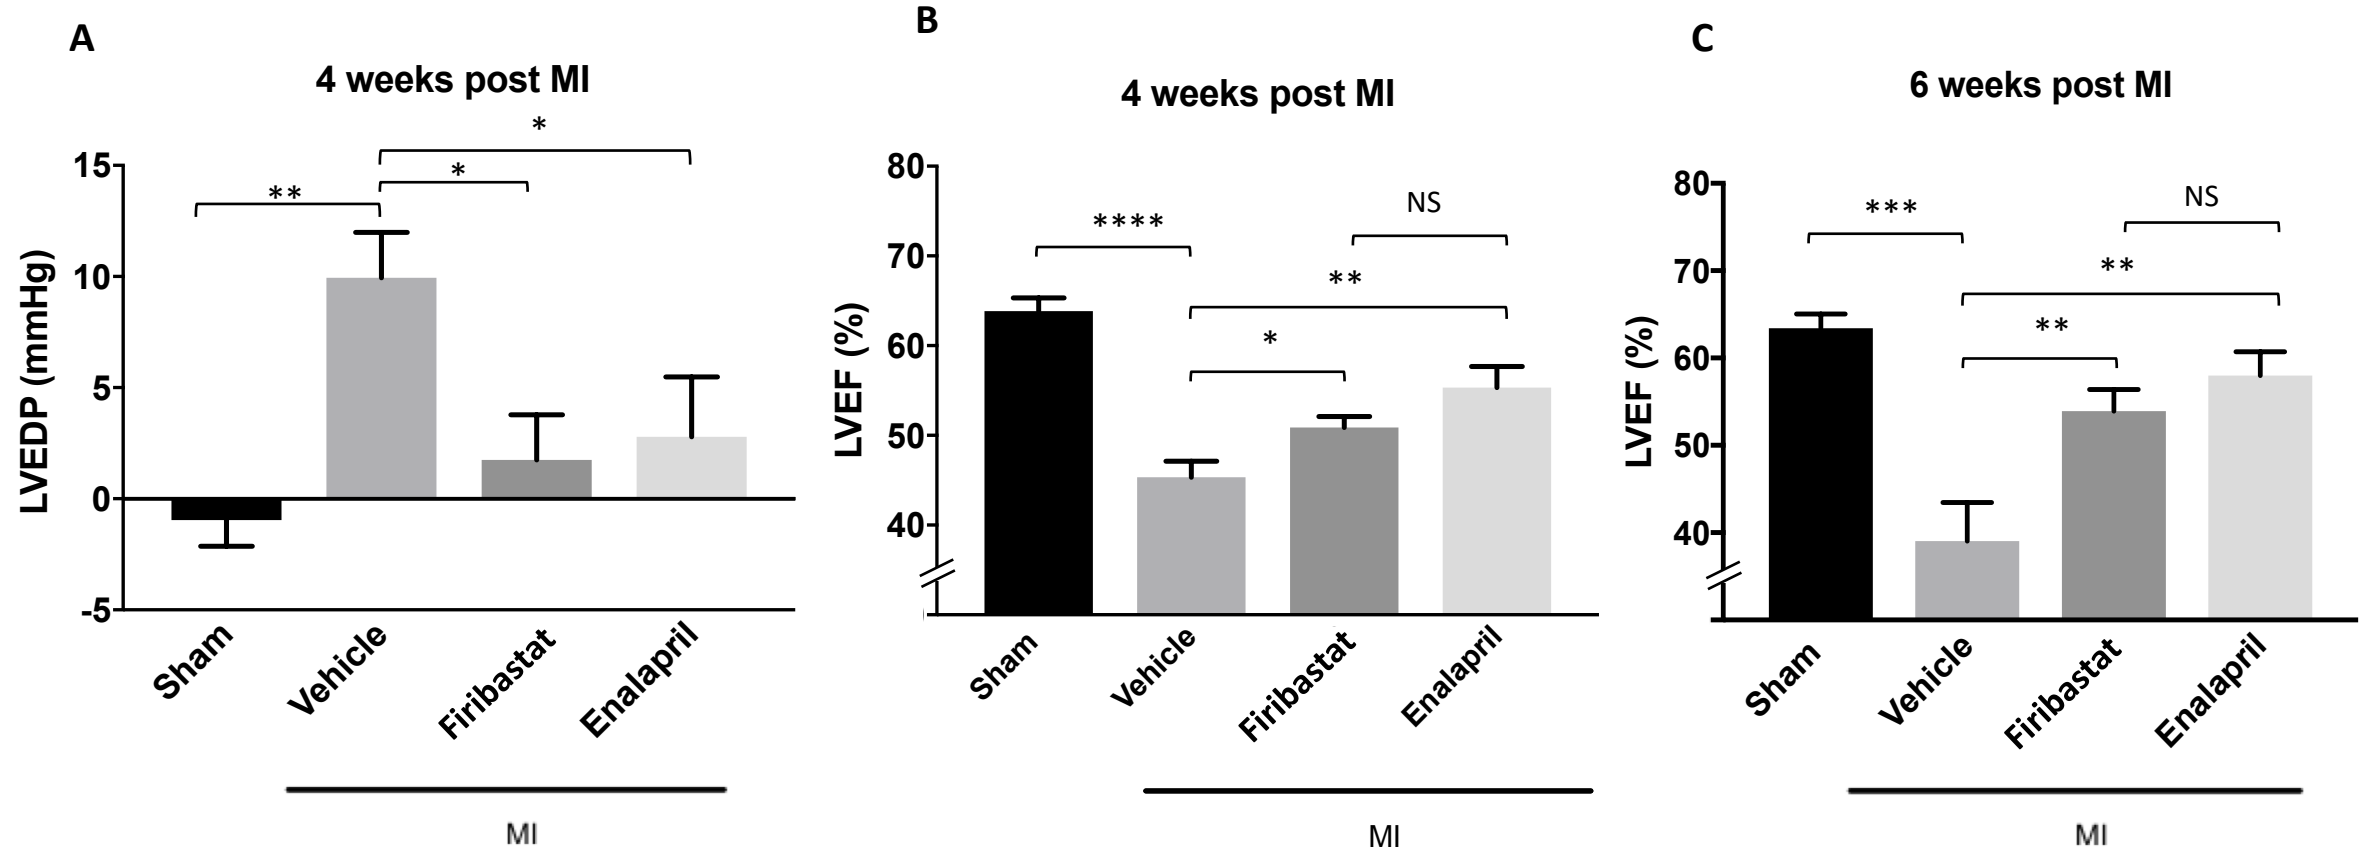 A
4 weeks post MI
*
*
**
LVEDP (mmHg)
15
10
5
0
-5
Sham
Vehicle
Firibastat
Enalapril
MI
B
4 weeks post MI
NS
****
**
*
LVEF (%)
80
70
60
50
40
Sham
Vehicle
Firibastat
Enalapril
MI
C
6 weeks post MI
NS
***
**
**
LVEF (%)
80
70
60
50
40
Sham
Vehicle
Firibastat
Enalapril
MI